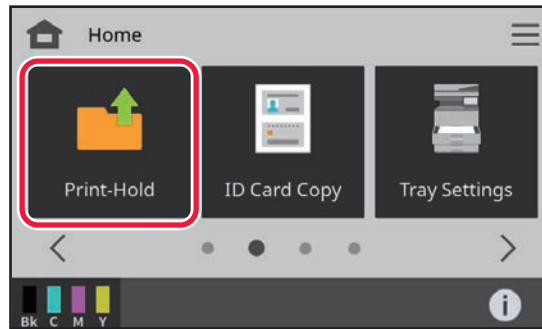 Home
Print-Hold
ID Card Copy
Tray Settings
Bk C M Y